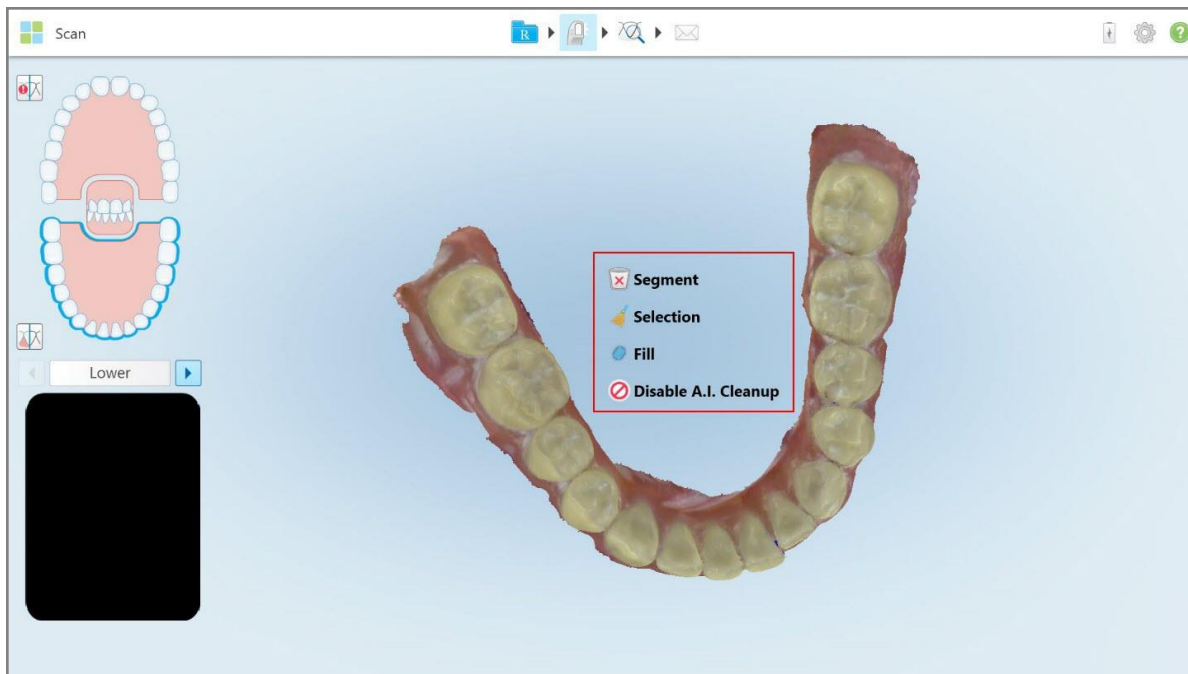 Scan
R
?
Lower
Segment
Selection
Fill
Disable A.I. Cleanup